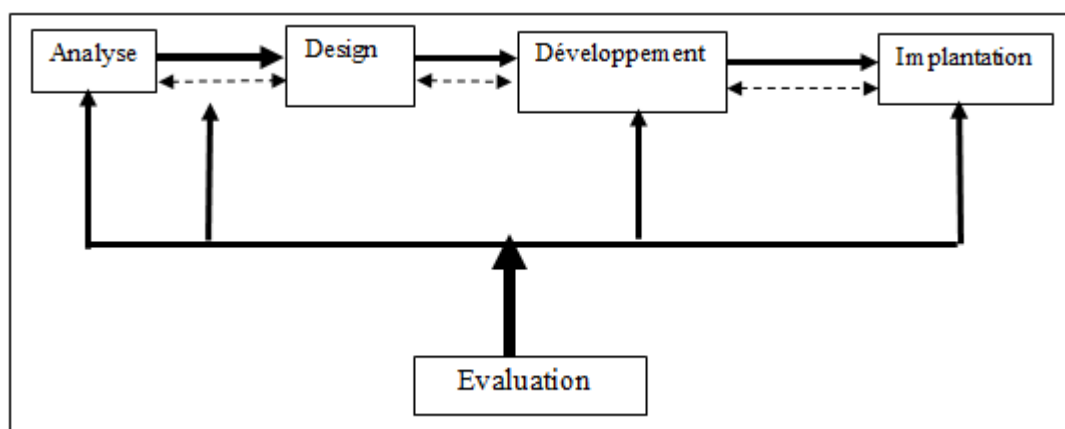 Analyse
Design
Développement
Implantation
Evaluation